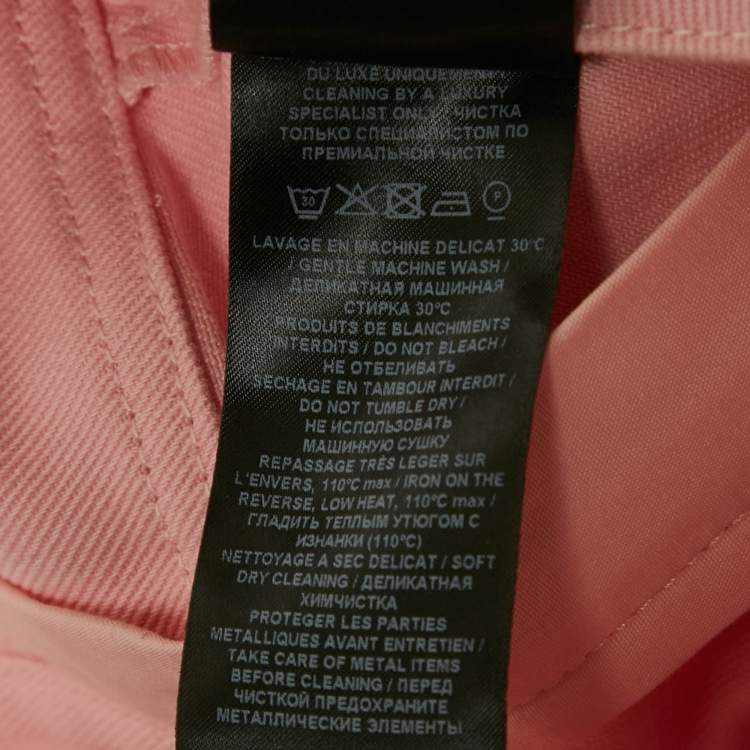 DU LUXE UNIQUEMENT /
CLEANING BY A LUXURY
SPECIALIST ONLY / ЧИСТКА
ТОЛЬКО СПЕЦИАЛИСТОМ ПО
ПРЕМИАЛЬНОЙ ЧИСТКЕ
30 P
LAVAGE EN MACHINE DELICAT 30°C
/ GENTLE MACHINE WASH /
ДЕЛИКАТНАЯ МАШИННАЯ
СТИРКА 30°C
PRODUITS DE BLANCHIMENTS
INTERDITS / DO NOT BLEACH /
НЕ ОТБЕЛИВАТЬ
SECHAGE EN TAMBOUR INTERDIT /
DO NOT TUMBLE DRY /
НЕ ИСПОЛЬЗОВАТЬ
МАШИННУЮ СУШКУ
REPASSAGE TRÈS LEGER SUR
L'ENVERS, 110°C max / IRON ON THE
REVERSE, LOW HEAT, 110°C max /
ГЛАДИТЬ ТЕПЛЫМ УТЮГОМ С
ИЗНАНКИ (110°C)
NETTOYAGE A SEC DELICAT / SOFT
DRY CLEANING / ДЕЛИКАТНАЯ
ХИМЧИСТКА
PROTEGER LES PARTIES
METALLIQUES AVANT ENTRETIEN /
TAKE CARE OF METAL ITEMS
BEFORE CLEANING / ПЕРЕД
ЧИСТКОЙ ПРЕДОХРАНИТЕ
МЕТАЛЛИЧЕСКИЕ ЭЛЕМЕНТЫ